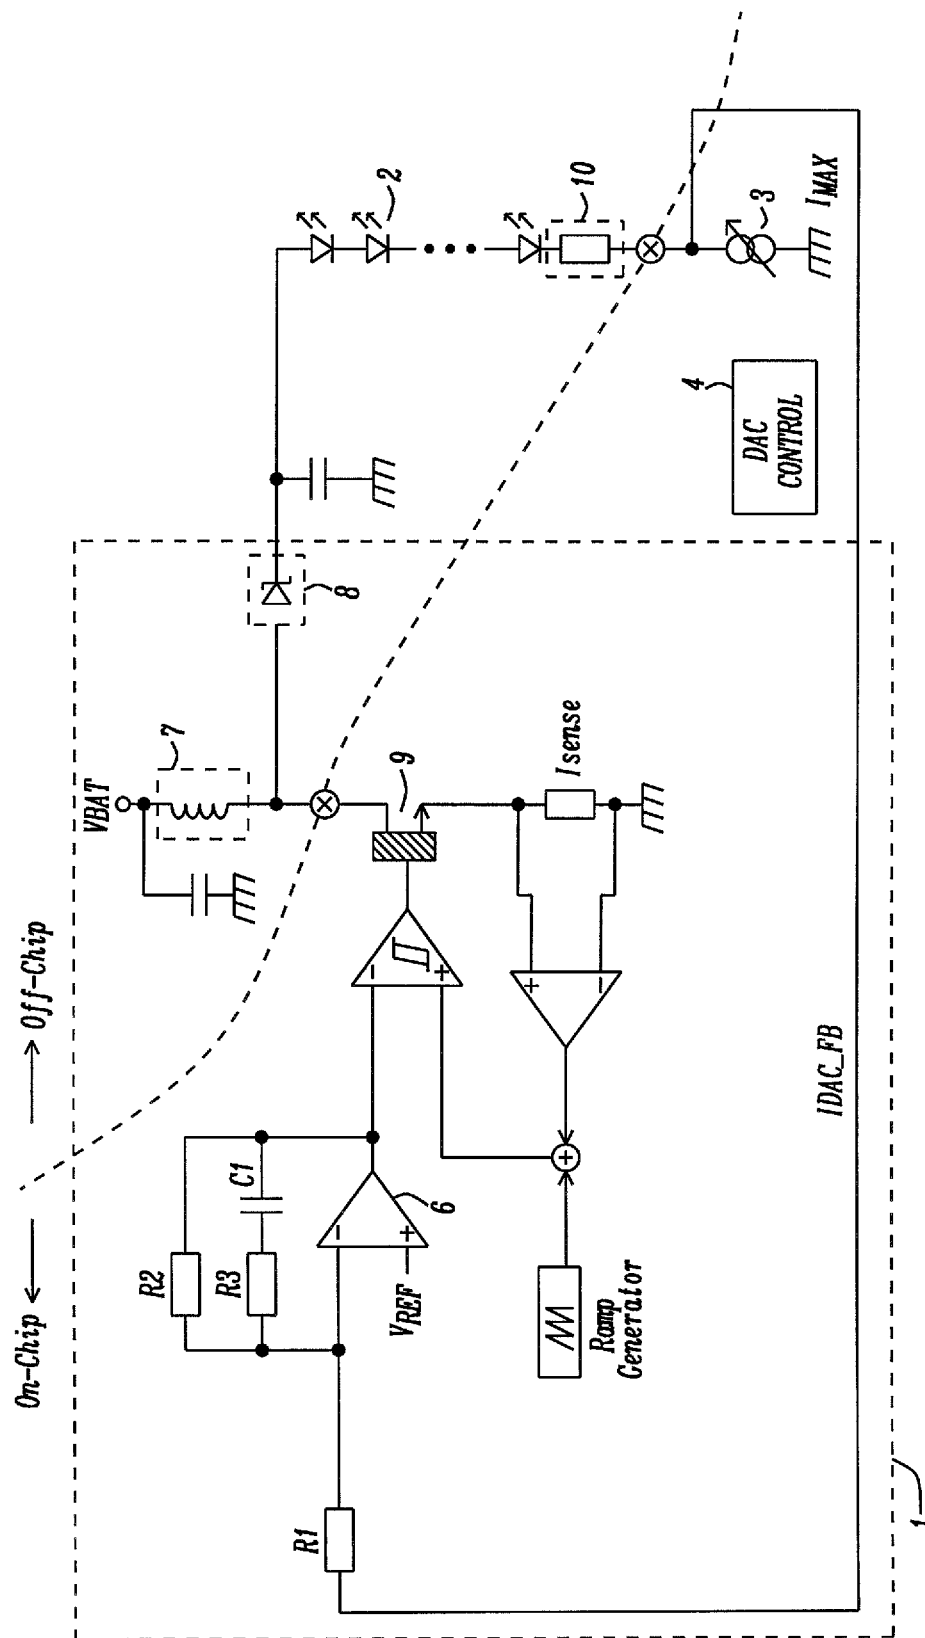 On-Chip
Off-Chip
VBAT
7
8
2
10
9
Isense
R2
R3
C1
6
VREF
R1
Ramp
Generator
4
DAC
CONTROL
3
IMAX
IDAC_FB
1
+
−
+
−
+
−
+